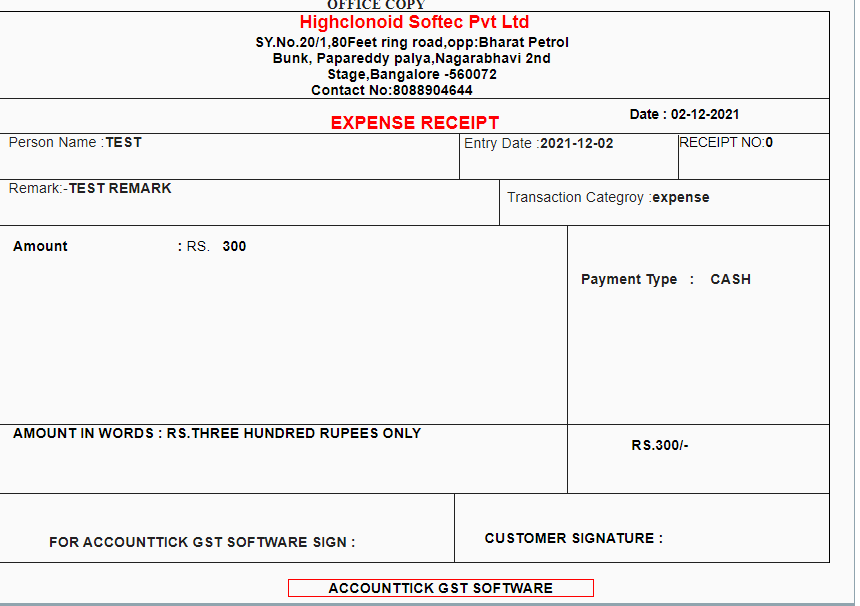 OFFICE COPY
Highclonoid Softec Pvt Ltd
SY.No.20/1,80Feet ring road,opp:Bharat Petrol
Bunk, Papareddy palya,Nagarabhavi 2nd
Stage,Bangalore -560072
Contact No:8088904644
Date : 02-12-2021
EXPENSE RECEIPT
Person Name :TEST
Entry Date :2021-12-02
RECEIPT NO:0
Remark:-TEST REMARK
Transaction Categroy :expense
Amount : RS. 300
Payment Type : CASH
AMOUNT IN WORDS : RS.THREE HUNDRED RUPEES ONLY
RS.300/-
FOR ACCOUNTTICK GST SOFTWARE SIGN :
CUSTOMER SIGNATURE :
ACCOUNTTICK GST SOFTWARE